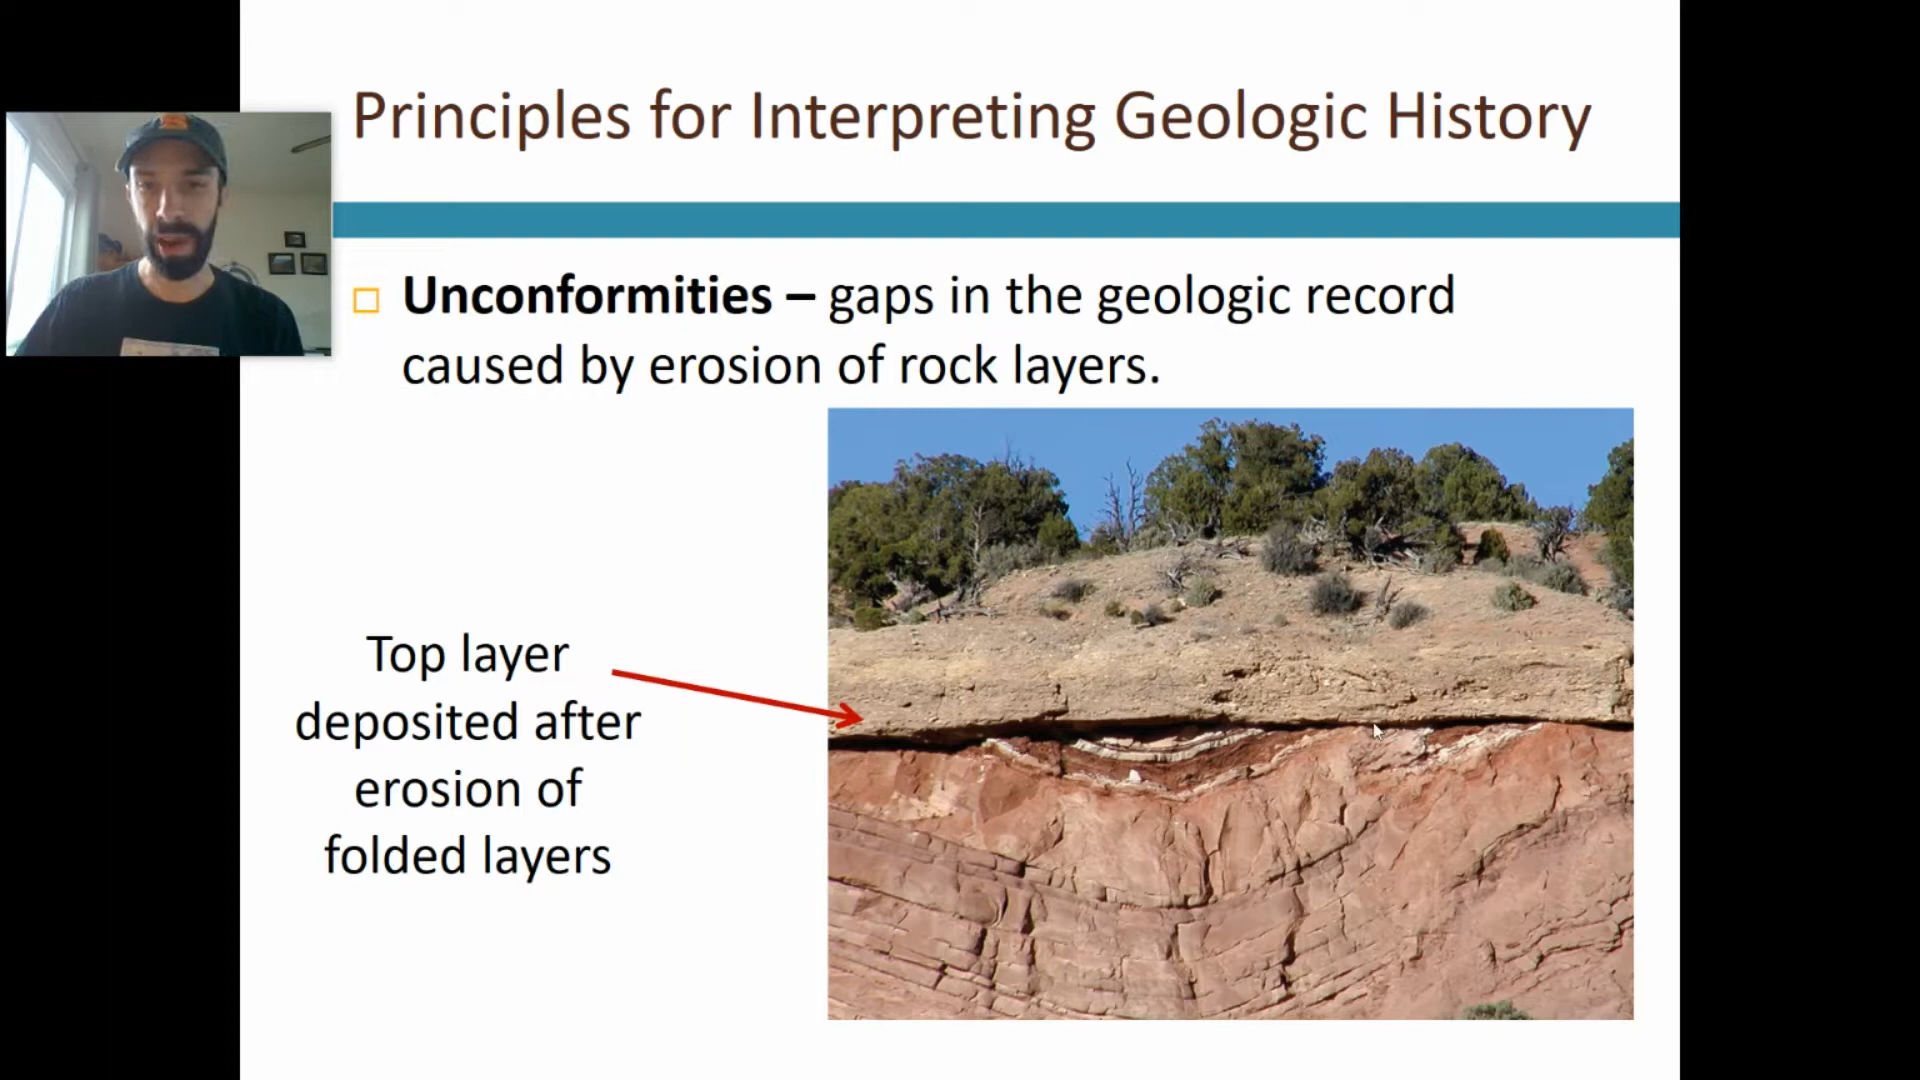 Principles for Interpreting Geologic History
Unconformities – gaps in the geologic record
caused by erosion of rock layers.
Top layer
deposited after
erosion of
folded layers